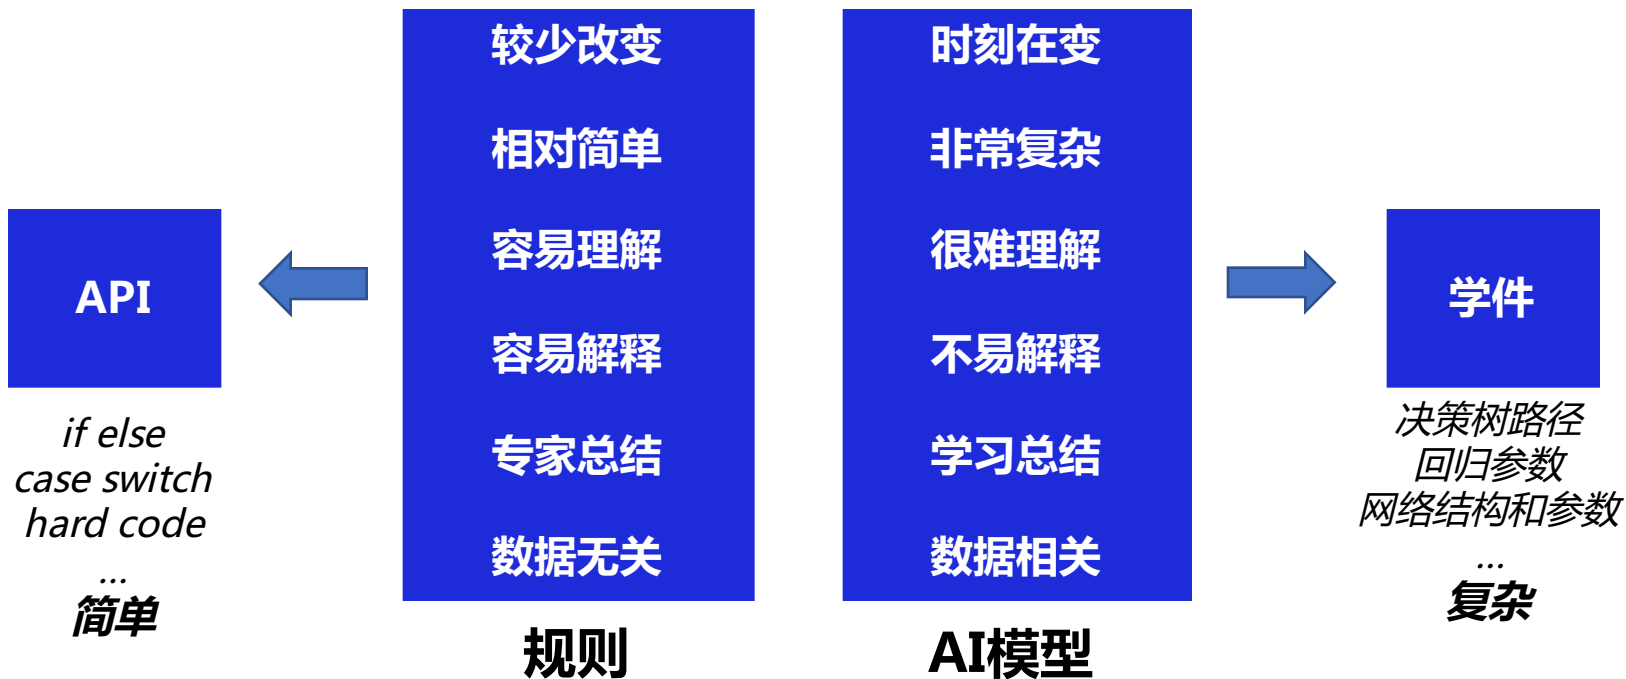 API
if else
case switch
hard code
...
简单
较少改变
相对简单
容易理解
容易解释
专家总结
数据无关
规则
时刻在变
非常复杂
很难理解
不易解释
学习总结
数据相关
AI模型
学件
决策树路径
回归参数
网络结构和参数
...
复杂